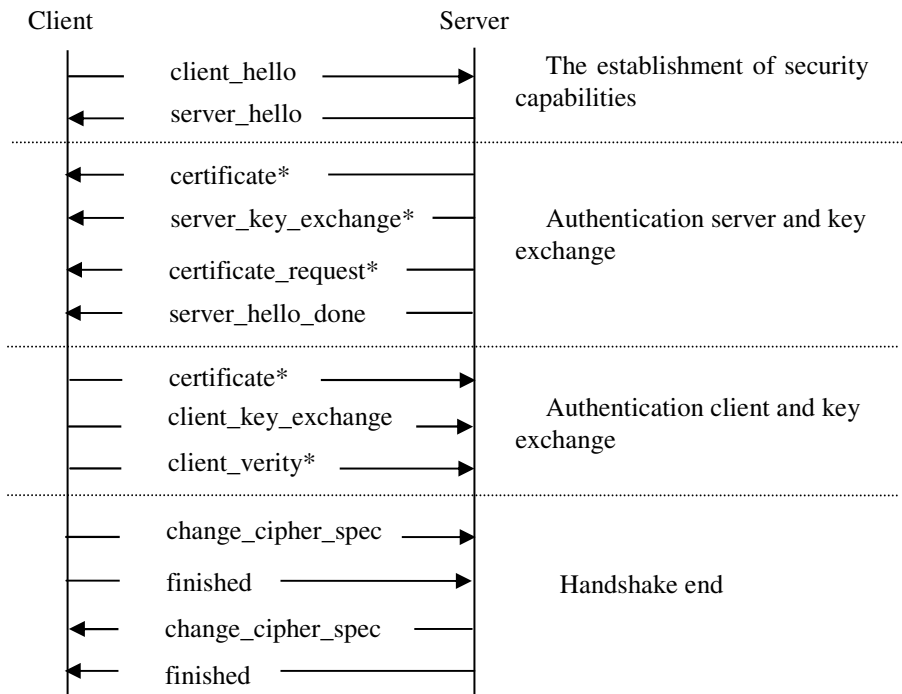 Client Server
client_hello
The establishment of security
capabilities
server_hello
certificate*
server_key_exchange*
Authentication server and key
exchange
certificate_request*
server_hello_done
certificate*
client_key_exchange
Authentication client and key
exchange
client_verity*
change_cipher_spec
finished
Handshake end
change_cipher_spec
finished